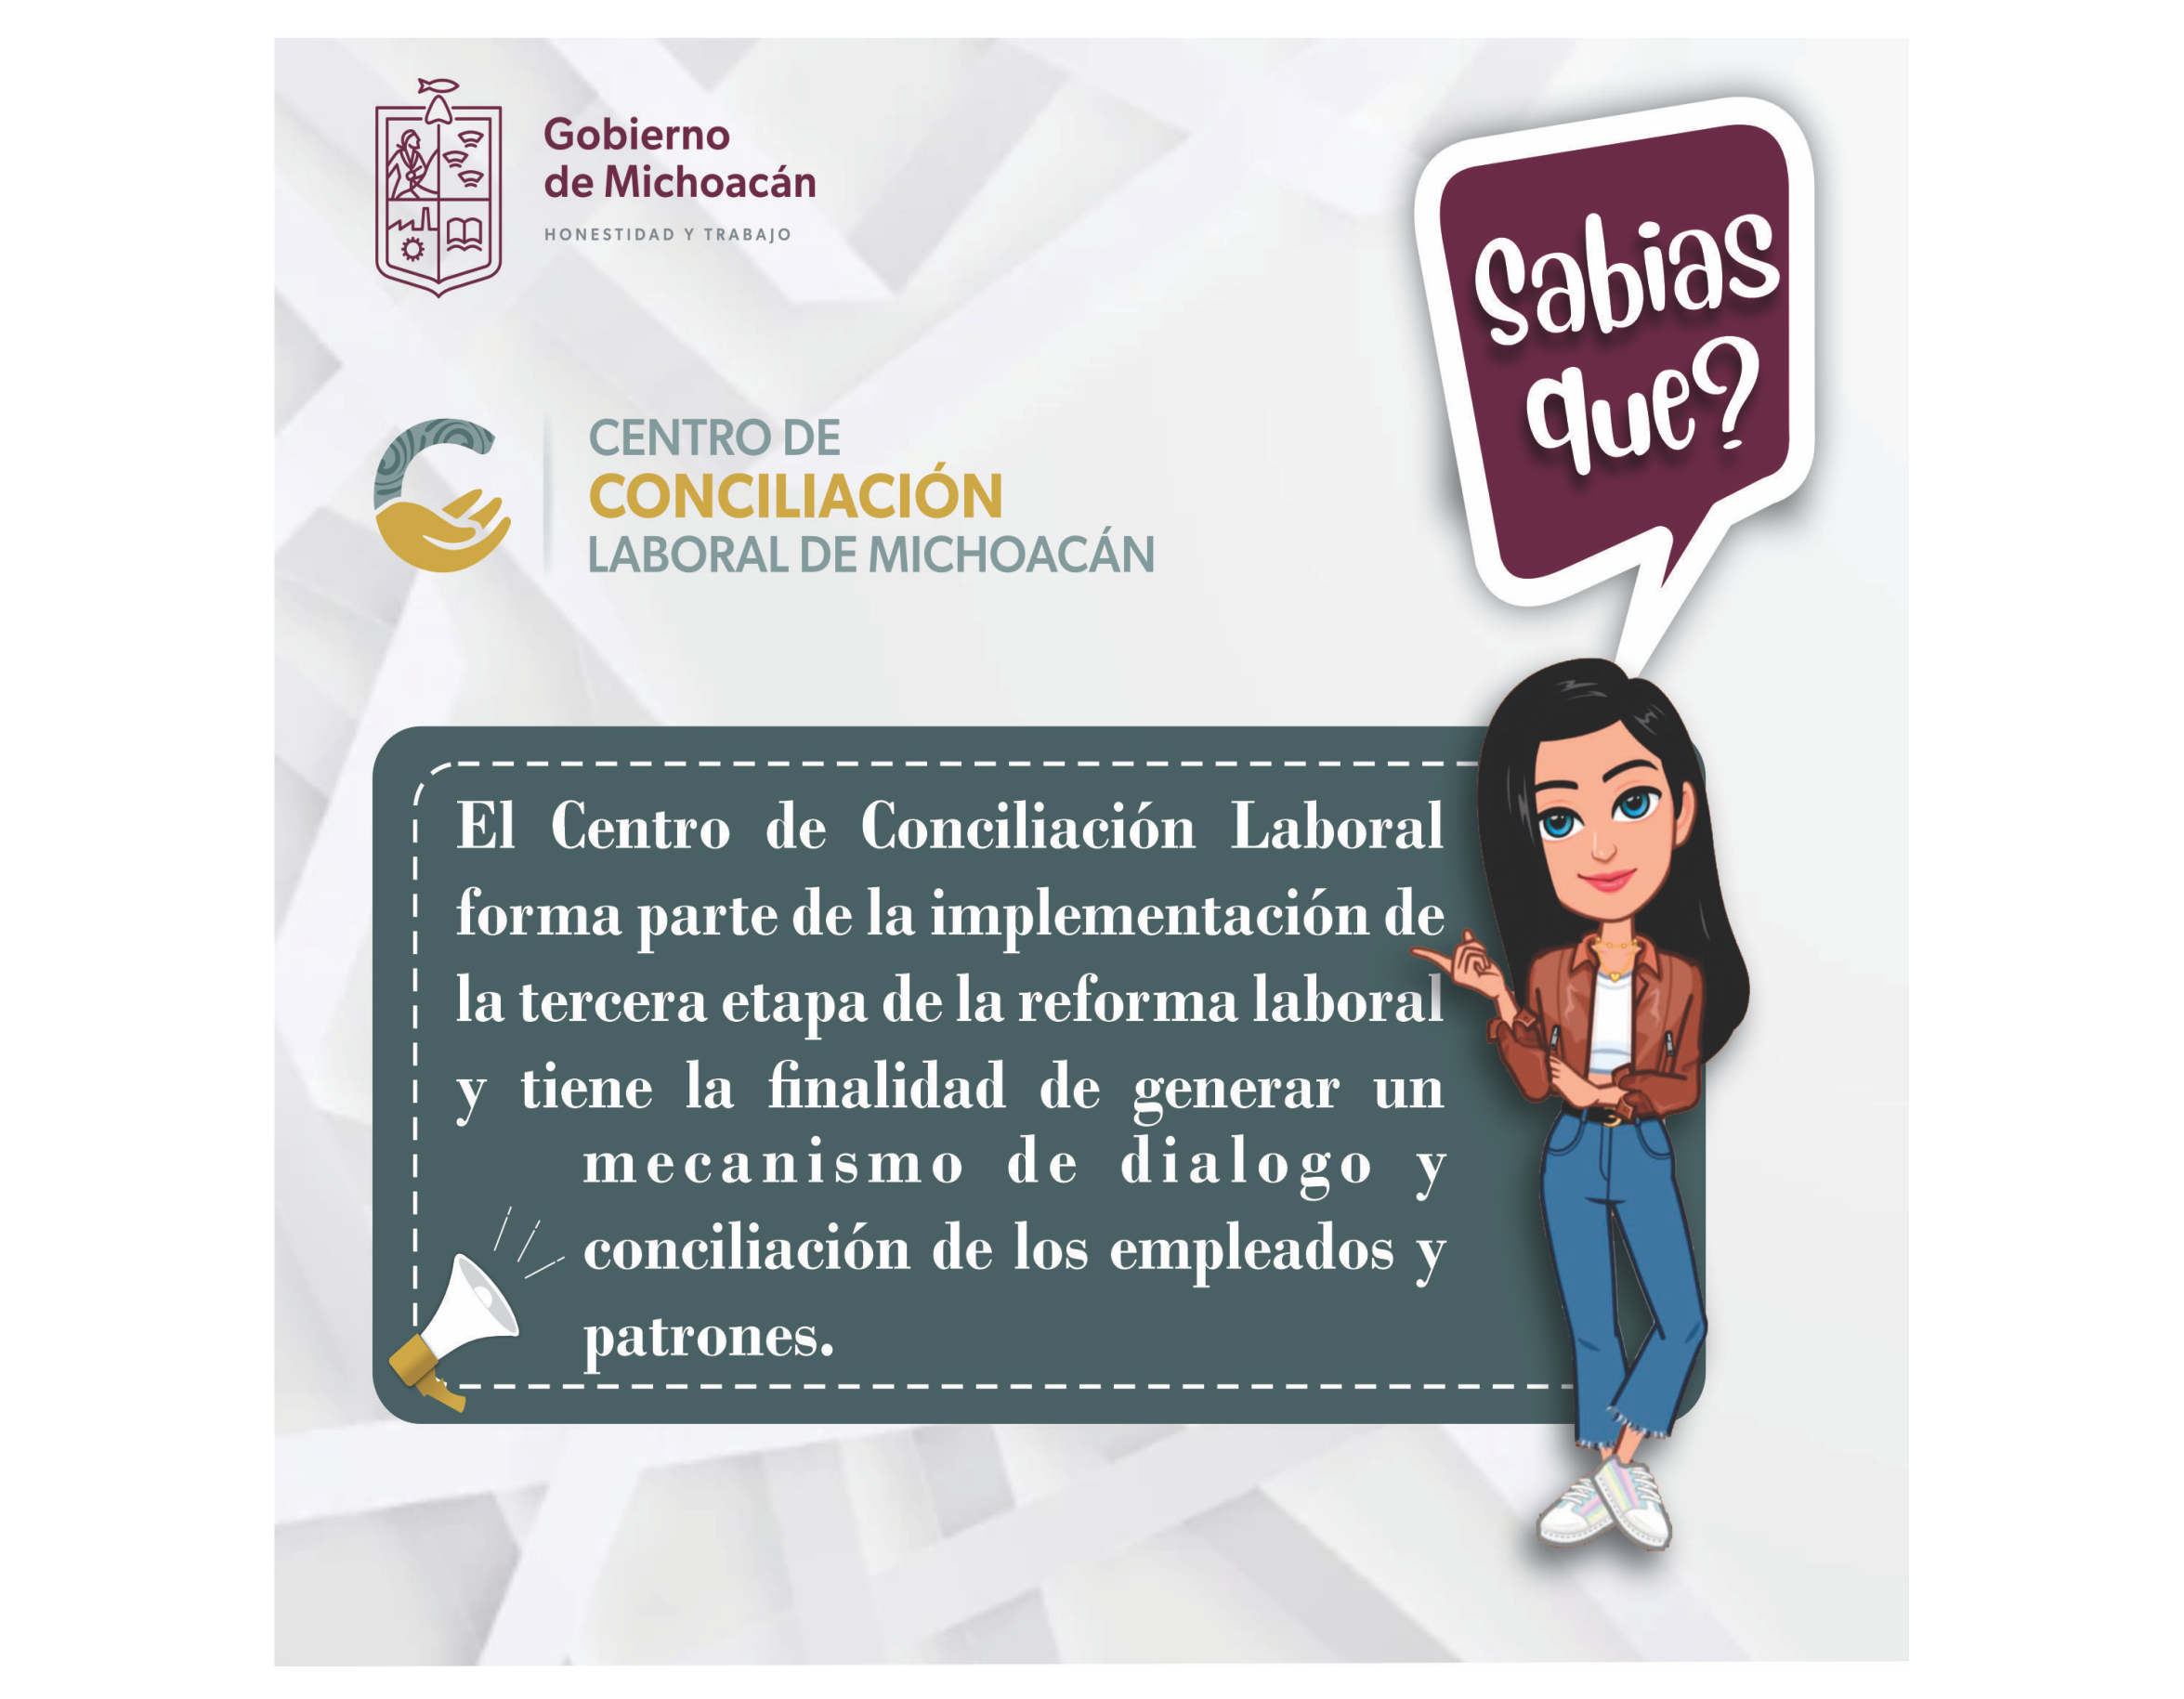 Gobierno
de Michoacán
HONESTIDAD Y TRABAJO
Sabias
que?
CENTRO DE
CONCILIACIÓN
LABORAL DE MICHOACÁN
El Centro de Conciliación Laboral
forma parte de la implementación de
la tercera etapa de la reforma laboral
y tiene la finalidad de generar un
mecanismo de dialogo y
conciliación de los empleados y
patrones.